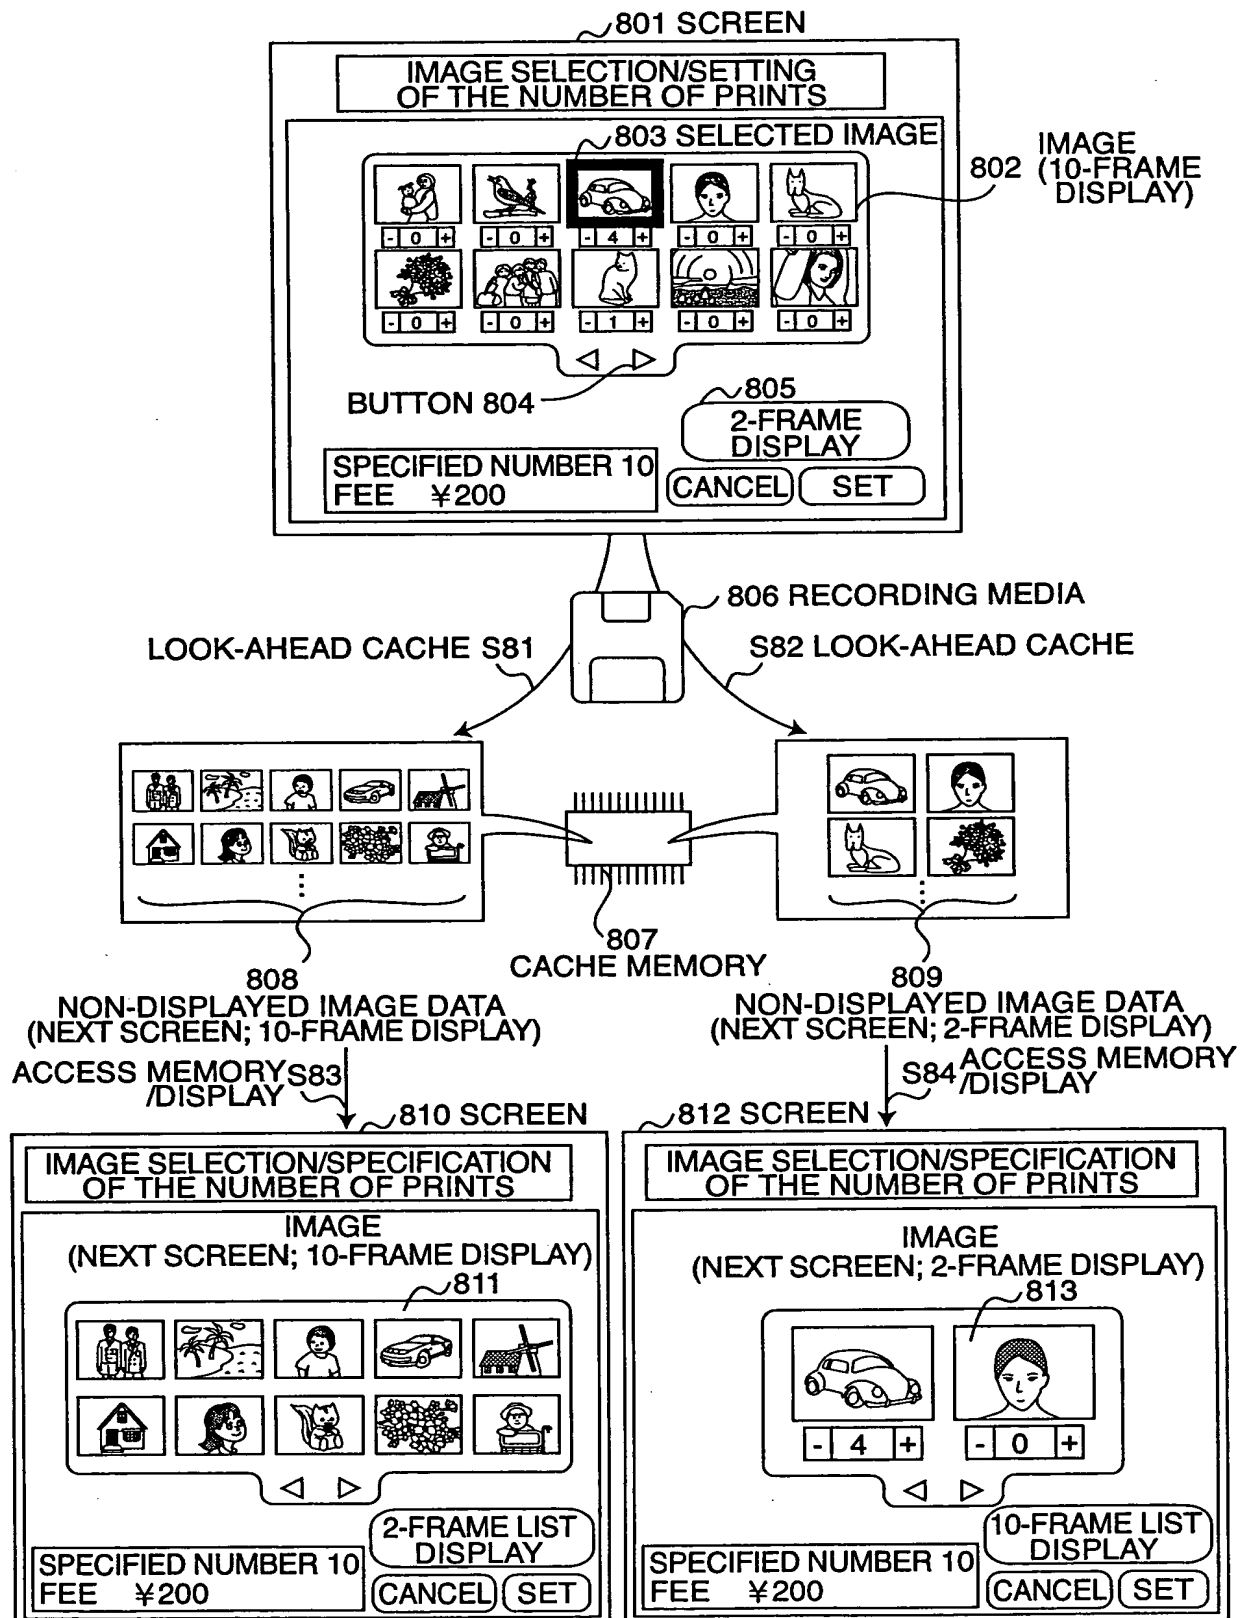 801 SCREEN
IMAGE SELECTION/SETTING
OF THE NUMBER OF PRINTS
803 SELECTED IMAGE
802 IMAGE
(10-FRAME
DISPLAY)
- 0 + - 0 + - 4 + - 0 + - 0 +
- 0 + - 0 + - 1 + - 0 + - 0 +
BUTTON 804
805
2-FRAME
DISPLAY
SPECIFIED NUMBER 10
FEE ¥200
CANCEL SET
806 RECORDING MEDIA
LOOK-AHEAD CACHE S81
S82 LOOK-AHEAD CACHE
807
CACHE MEMORY
808
NON-DISPLAYED IMAGE DATA
(NEXT SCREEN; 10-FRAME DISPLAY)
809
NON-DISPLAYED IMAGE DATA
(NEXT SCREEN; 2-FRAME DISPLAY)
ACCESS MEMORY S83
/DISPLAY
S84 ACCESS MEMORY
/DISPLAY
810 SCREEN
IMAGE SELECTION/SPECIFICATION
OF THE NUMBER OF PRINTS
IMAGE
(NEXT SCREEN; 10-FRAME DISPLAY)
811
2-FRAME LIST
DISPLAY
SPECIFIED NUMBER 10
FEE ¥200
CANCEL SET
812 SCREEN
IMAGE SELECTION/SPECIFICATION
OF THE NUMBER OF PRINTS
IMAGE
(NEXT SCREEN; 2-FRAME DISPLAY)
813
- 4 + - 0 +
10-FRAME LIST
DISPLAY
SPECIFIED NUMBER 10
FEE ¥200
CANCEL SET